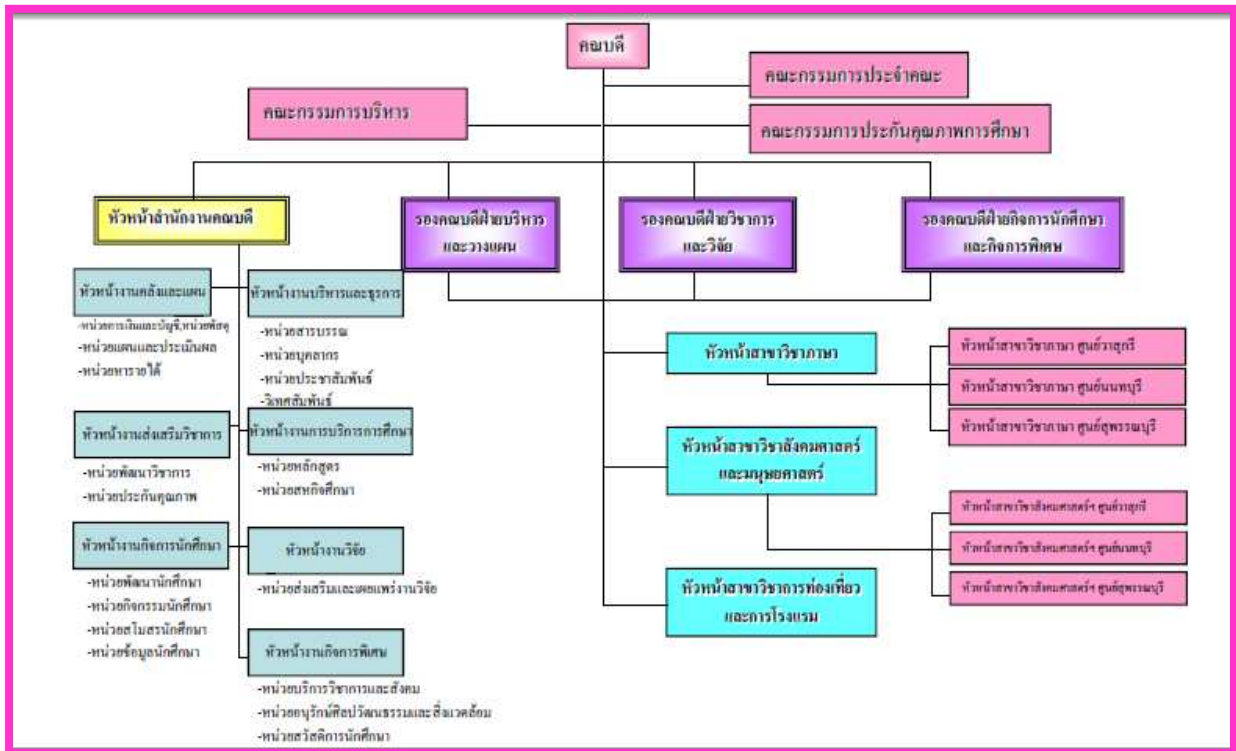 คณบดี
คณะกรรมการประจำคณะ
คณะกรรมการบริหาร
คณะกรรมการประกันคุณภาพการศึกษา
หัวหน้าสำนักงานคณบดี
รองคณบดีฝ่ายบริหาร
และวางแผน
รองคณบดีฝ่ายวิชาการ
และวิจัย
รองคณบดีฝ่ายกิจการนักศึกษา
และกิจการพิเศษ
หัวหน้างานคลังและแผน
-หน่วยการเงินและบัญชี,หน่วยพัสดุ
-หน่วยแผนและประเมินผล
-หน่วยหารายได้
หัวหน้างานบริหารและธุรการ
-หน่วยสารบรรณ
-หน่วยบุคลากร
-หน่วยประชาสัมพันธ์
-วิเทศสัมพันธ์
หัวหน้างานส่งเสริมวิชาการ
-หน่วยพัฒนาวิชาการ
-หน่วยประกันคุณภาพ
หัวหน้างานการบริการการศึกษา
-หน่วยหลักสูตร
-หน่วยสหกิจศึกษา
หัวหน้างานกิจการนักศึกษา
-หน่วยพัฒนานักศึกษา
-หน่วยกิจกรรมนักศึกษา
-หน่วยสโมสรนักศึกษา
-หน่วยข้อมูลนักศึกษา
หัวหน้างานวิจัย
-หน่วยส่งเสริมและเผยแพร่งานวิจัย
หัวหน้างานกิจการพิเศษ
-หน่วยบริการวิชาการและสังคม
-หน่วยอนุรักษ์ศิลปวัฒนธรรมและสิ่งแวดล้อม
-หน่วยสวัสดิการนักศึกษา
หัวหน้าสาขาวิชาภาษา
หัวหน้าสาขาวิชาภาษา ศูนย์วาสุกรี
หัวหน้าสาขาวิชาภาษา ศูนย์นนทบุรี
หัวหน้าสาขาวิชาภาษา ศูนย์สุพรรณบุรี
หัวหน้าสาขาวิชาสังคมศาสตร์
และมนุษยศาสตร์
หัวหน้าสาขาวิชาสังคมศาสตร์ฯ ศูนย์วาสุกรี
หัวหน้าสาขาวิชาสังคมศาสตร์ฯ ศูนย์นนทบุรี
หัวหน้าสาขาวิชาสังคมศาสตร์ฯ ศูนย์สุพรรณบุรี
หัวหน้าสาขาวิชาการท่องเที่ยว
และการโรงแรม